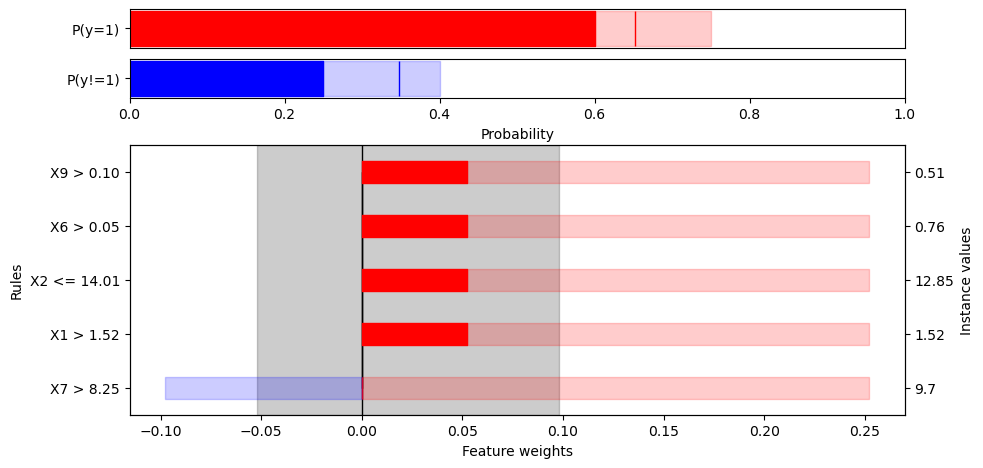 P(y=1)
P(y!=1)
0.0 0.2 0.4 0.6 0.8 1.0
Probability
X9 > 0.10 0.51
X6 > 0.05 0.76
X2 <= 14.01 12.85
X1 > 1.52 1.52
X7 > 8.25 9.7
Rules
Instance values
−0.10 −0.05 0.00 0.05 0.10 0.15 0.20 0.25
Feature weights